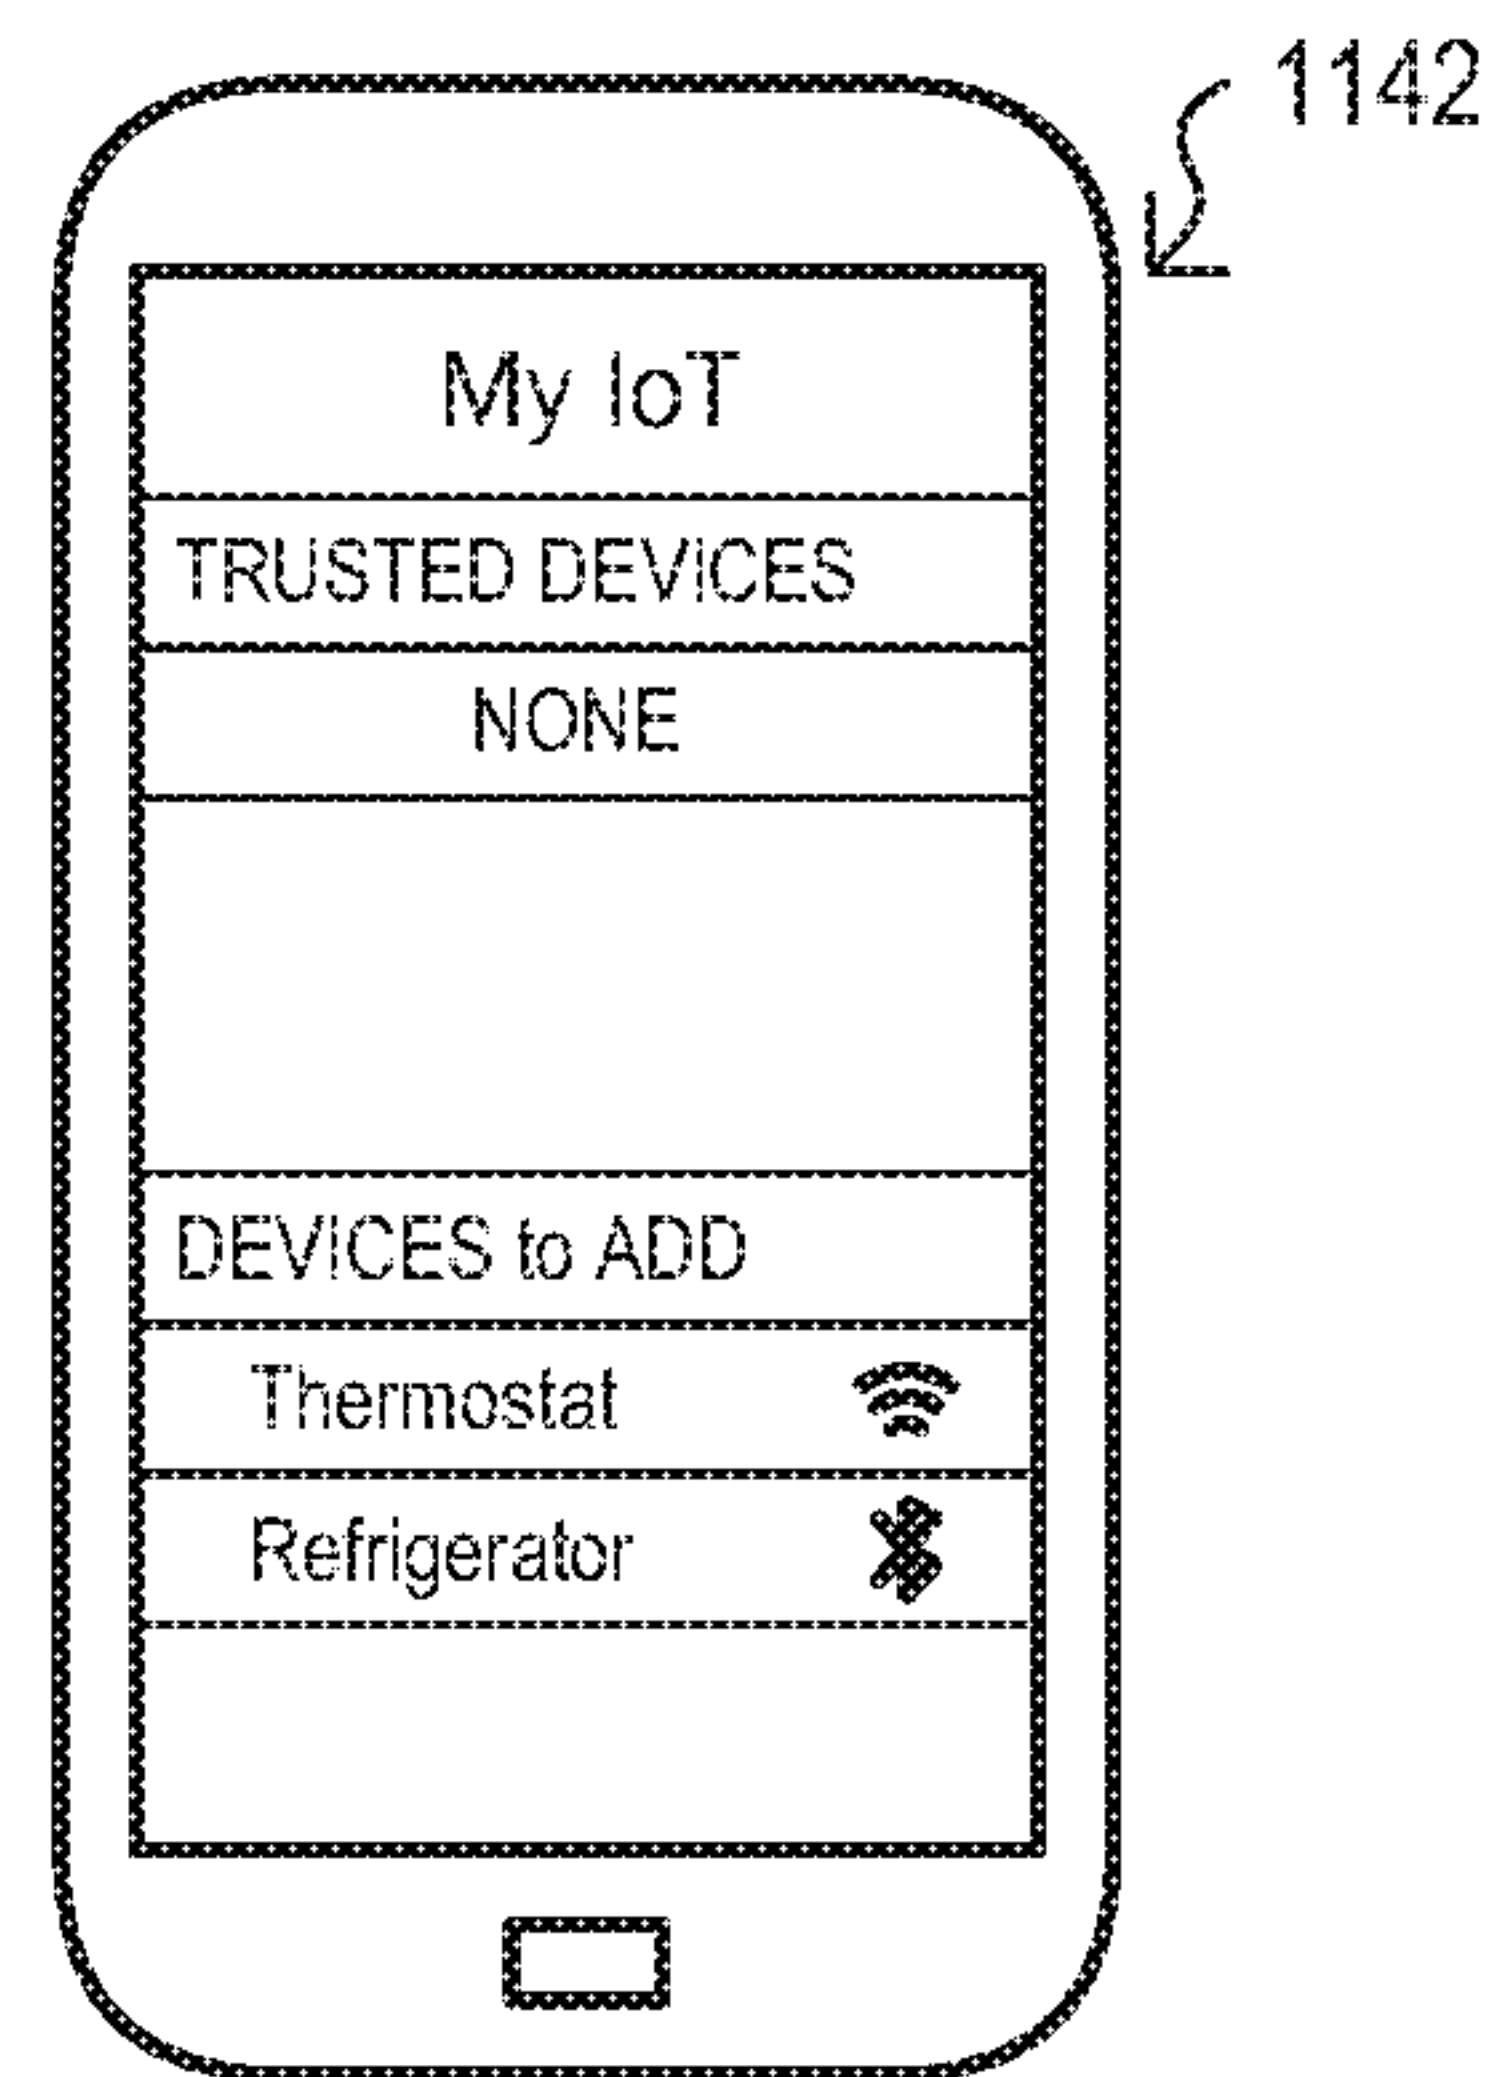 1142
My IoT
TRUSTED DEVICES
NONE
DEVICES to ADD
Thermostat
Refrigerator